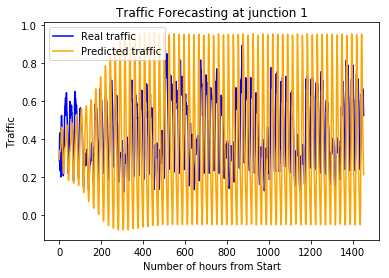 Traffic Forecasting at junction 1
Real traffic
Predicted traffic
Traffic
1.0
0.8
0.6
0.4
0.2
0.0
0 200 400 600 800 1000 1200 1400
Number of hours from Start